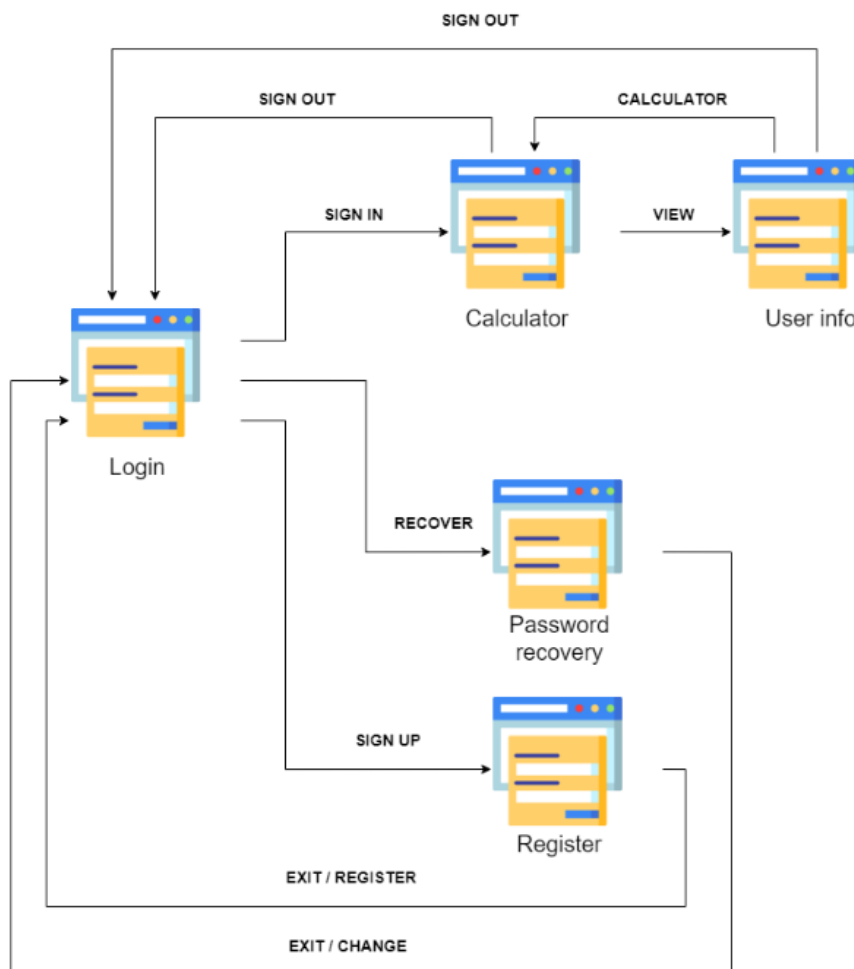 SIGN OUT
SIGN OUT
CALCULATOR
SIGN IN
VIEW
Calculator
User info
Login
RECOVER
Password
recovery
SIGN UP
Register
EXIT / REGISTER
EXIT / CHANGE